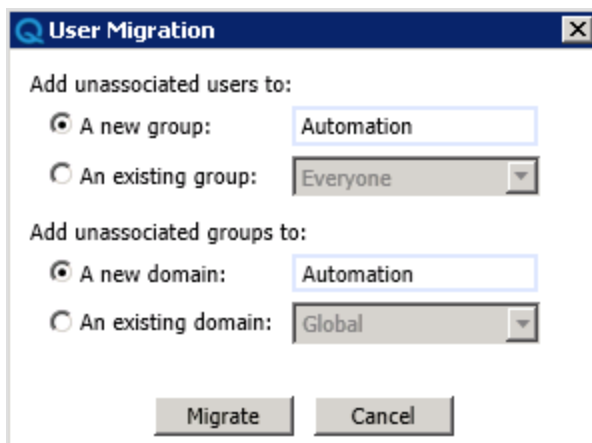 User Migration
Add unassociated users to:
A new group: Automation
An existing group: Everyone
Add unassociated groups to:
A new domain: Automation
An existing domain: Global
Migrate Cancel